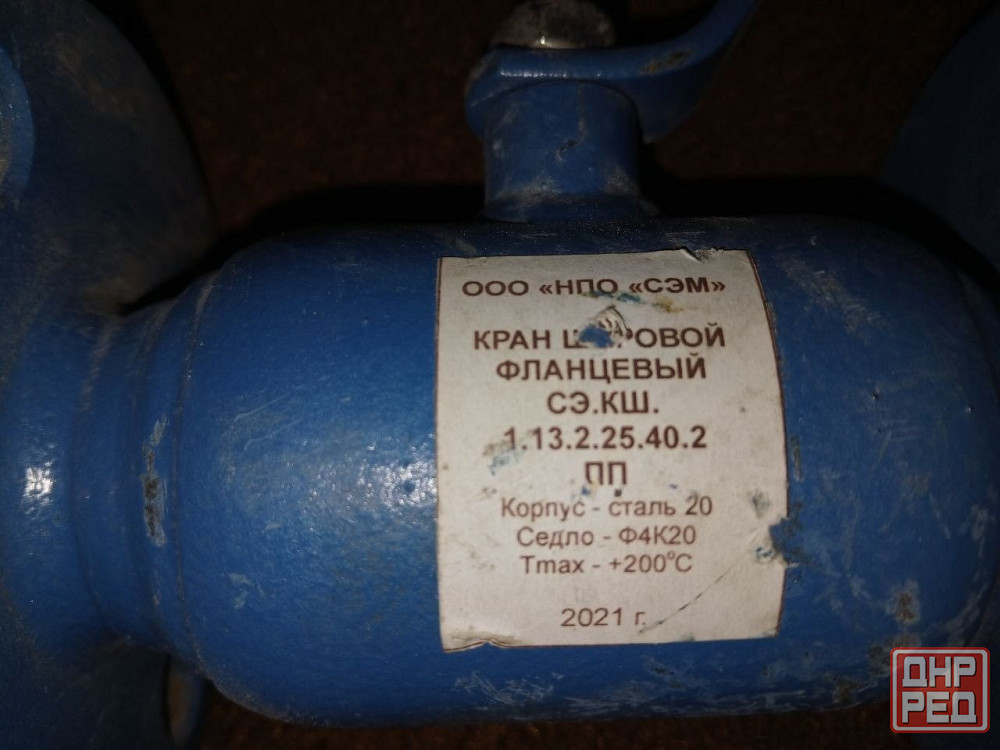 ООО «НПО «СЭМ»
КРАН ШАРОВОЙ
ФЛАНЦЕВЫЙ
СЭ.КШ.
1.13.2.25.40.2
ПП
Корпус - сталь 20
Седло - Ф4К20
Tmax - +200°С
2021 г.
ДНР
РЕД